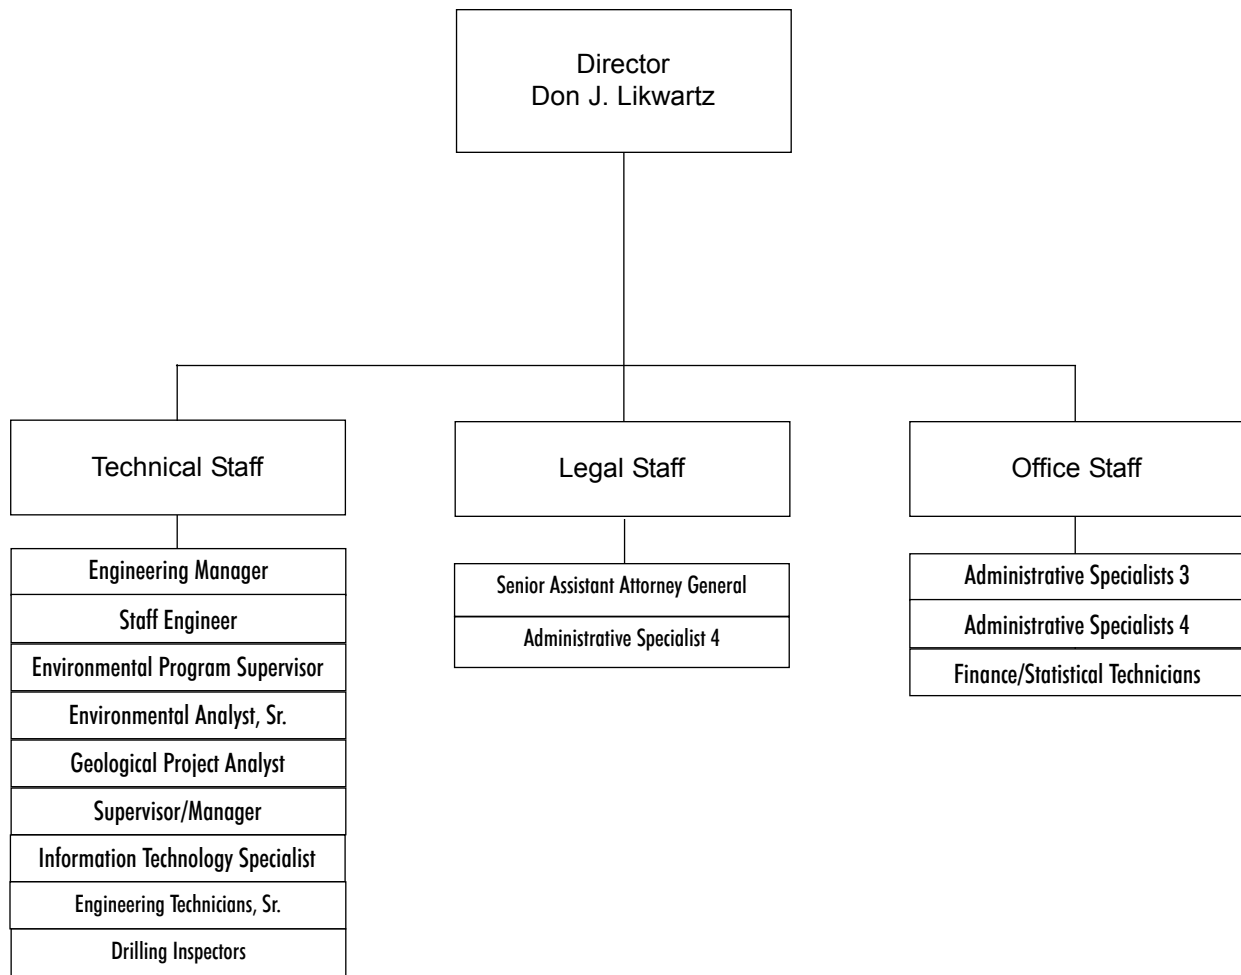 Director
Don J. Likwartz
Technical Staff
Engineering Manager
Staff Engineer
Environmental Program Supervisor
Environmental Analyst, Sr.
Geological Project Analyst
Supervisor/Manager
Information Technology Specialist
Engineering Technicians, Sr.
Drilling Inspectors
Legal Staff
Senior Assistant Attorney General
Administrative Specialist 4
Office Staff
Administrative Specialists 3
Administrative Specialists 4
Finance/Statistical Technicians